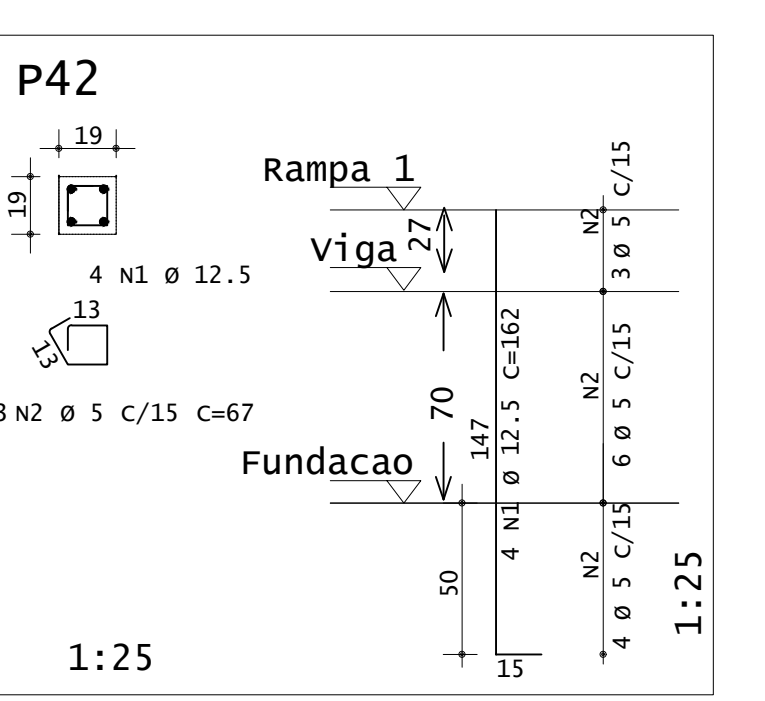 P42
19
19
4 N1 Ø 12.5
13
13
3 N2 Ø 5 C/15 C=67
1:25
Rampa 1
27
Viga
70
Fundacao
50
147
4 N1 Ø 12.5 C=162
15
N2
3 Ø 5 C/15
N2
6 Ø 5 C/15
N2
4 Ø 5 C/15
1:25